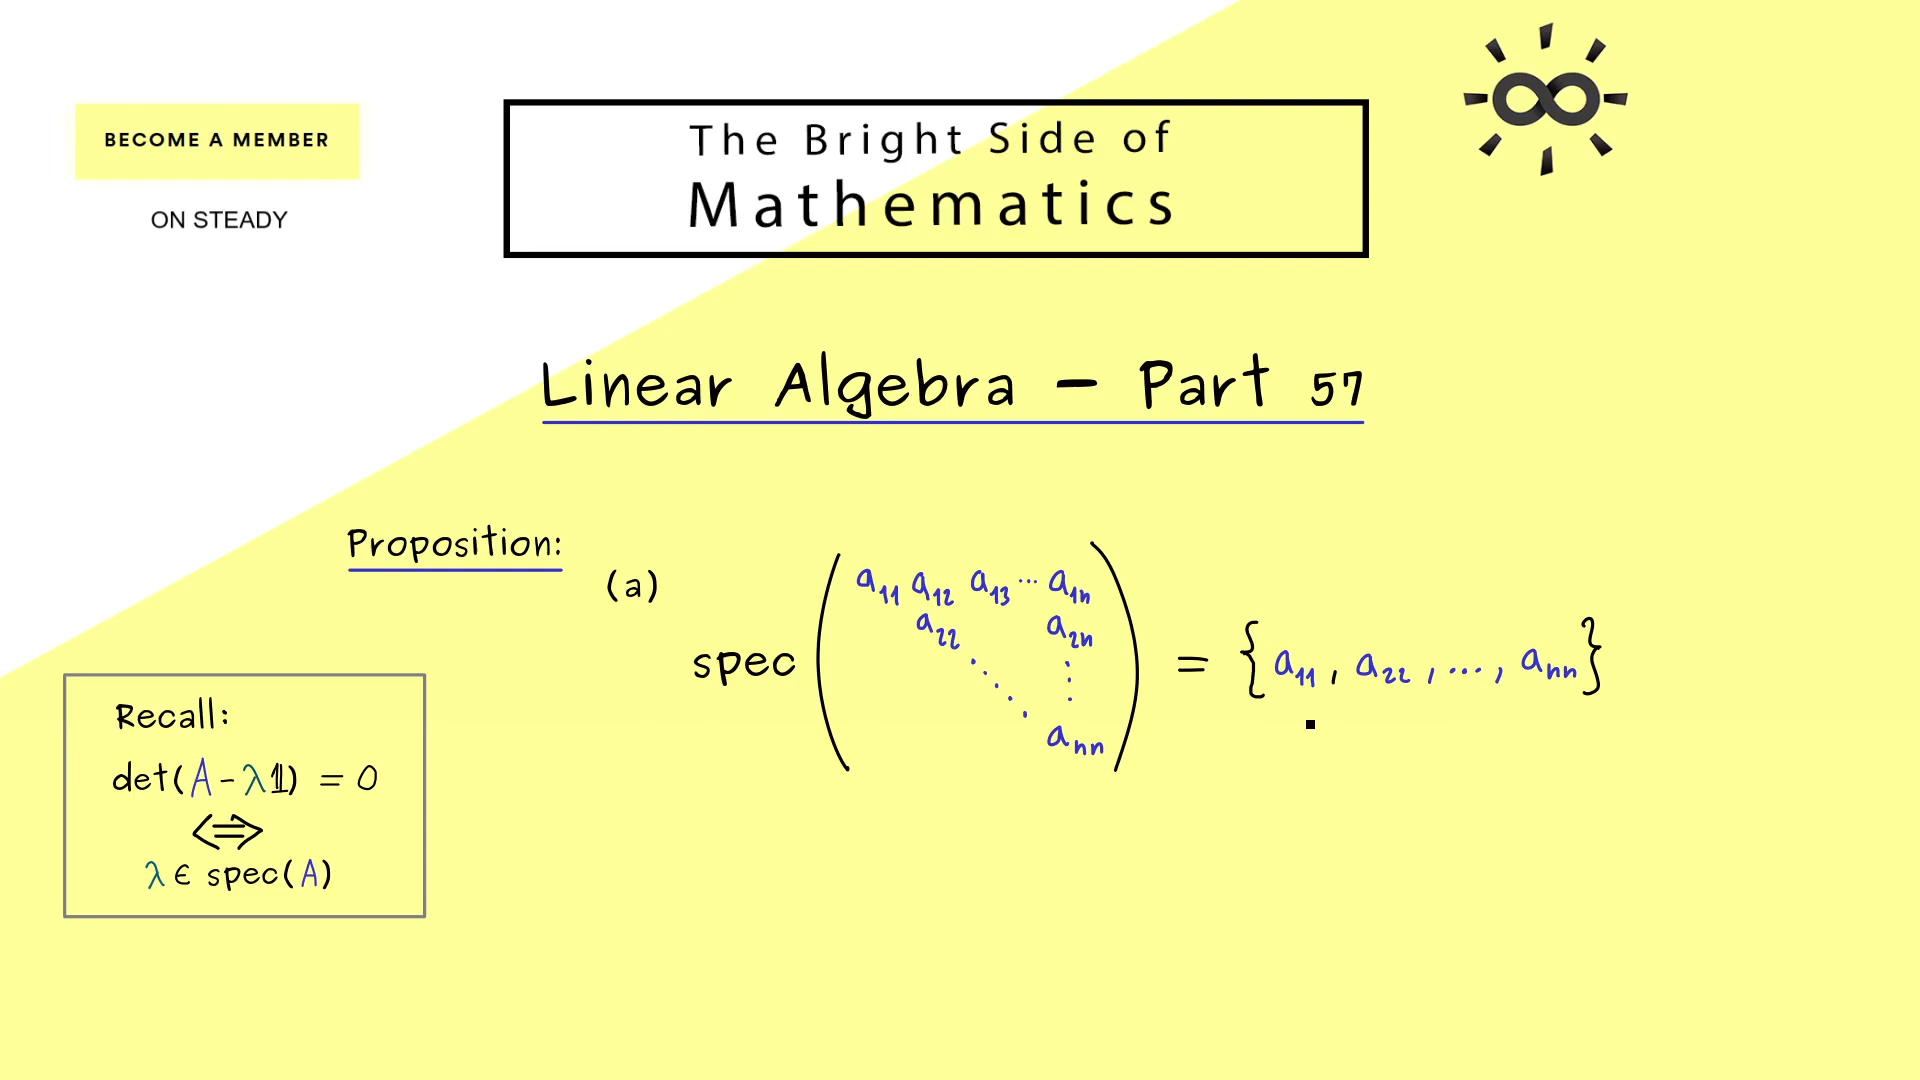 BECOME A MEMBER
ON STEADY
The Bright Side of
Mathematics
Linear Algebra – Part 57
Proposition:
(a)
spec ( a₁₁ a₁₂ a₁₃ ⋯ a₁ₙ
a₂₂ a₂ₙ
⋱ ⋮
aₙₙ ) = { a₁₁ , a₂₂ , … , aₙₙ }
Recall:
det(A - λ𝟙) = 0
⟺
λ ∈ spec(A)